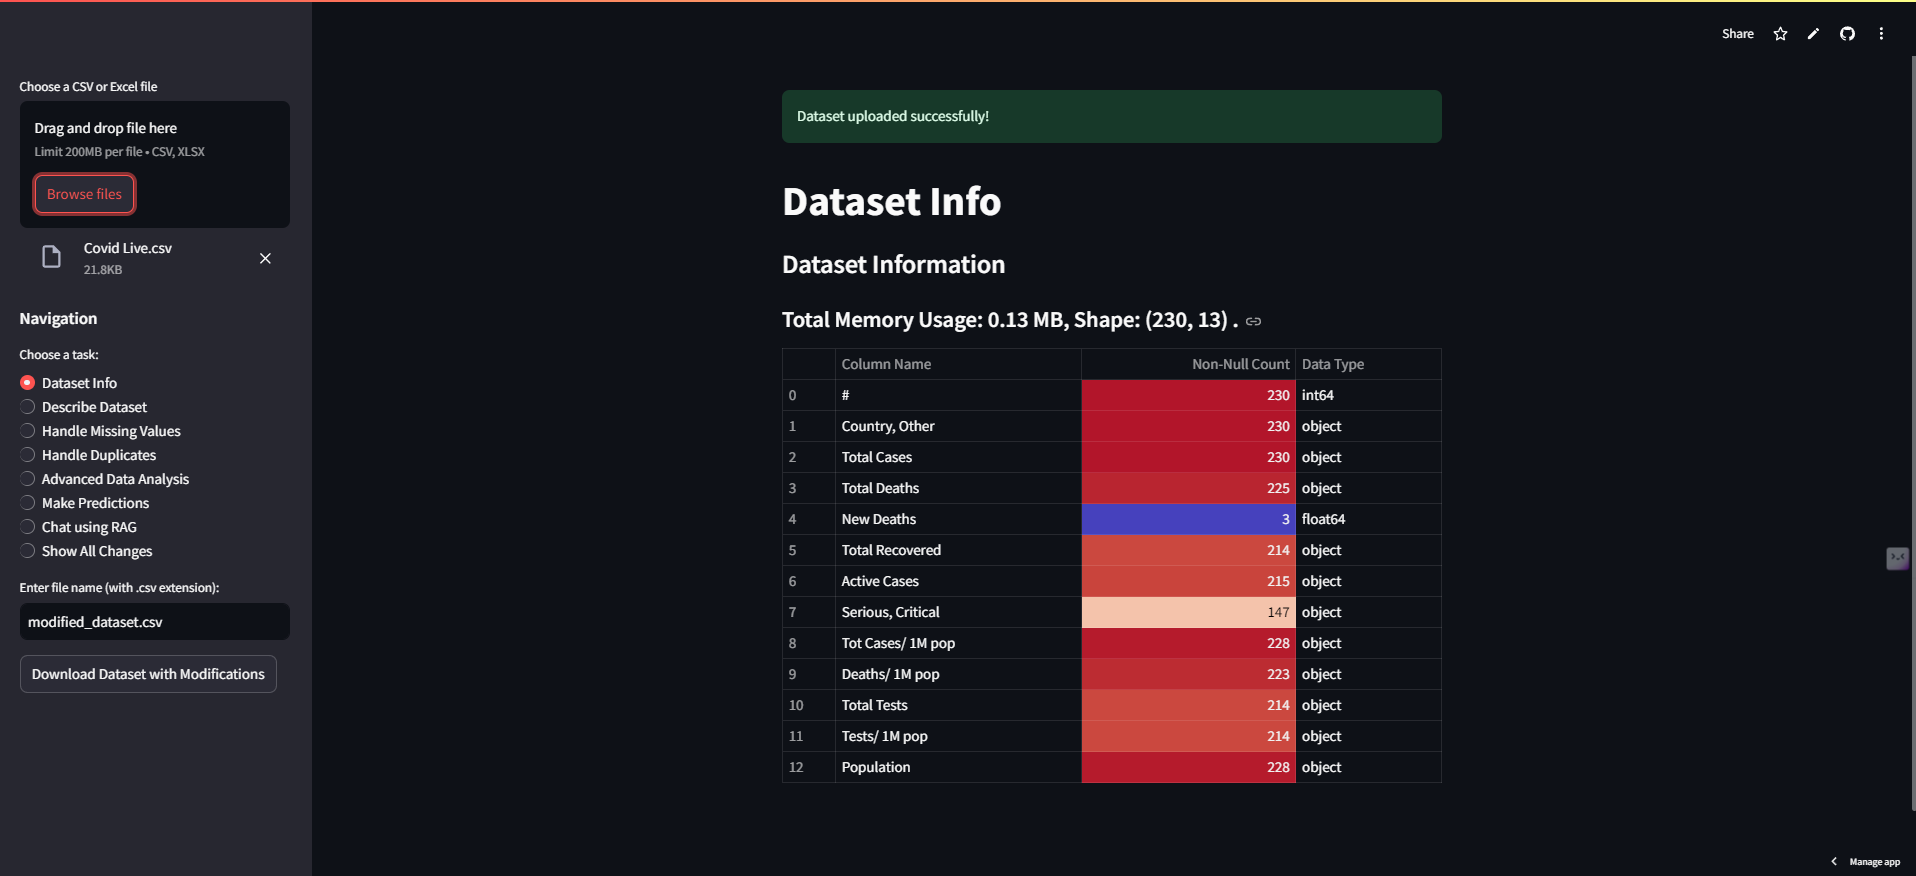 Share
Choose a CSV or Excel file
Drag and drop file here
Limit 200MB per file • CSV, XLSX
Browse files
Covid Live.csv
21.8KB
Navigation
Choose a task:
Dataset Info
Describe Dataset
Handle Missing Values
Handle Duplicates
Advanced Data Analysis
Make Predictions
Chat using RAG
Show All Changes
Enter file name (with .csv extension):
modified_dataset.csv
Download Dataset with Modifications
Dataset uploaded successfully!
Dataset Info
Dataset Information
Total Memory Usage: 0.13 MB, Shape: (230, 13) .
Column Name Non-Null Count Data Type
0 # 230 int64
1 Country, Other 230 object
2 Total Cases 230 object
3 Total Deaths 225 object
4 New Deaths 3 float64
5 Total Recovered 214 object
6 Active Cases 215 object
7 Serious, Critical 147 object
8 Tot Cases/ 1M pop 228 object
9 Deaths/ 1M pop 223 object
10 Total Tests 214 object
11 Tests/ 1M pop 214 object
12 Population 228 object
Manage app